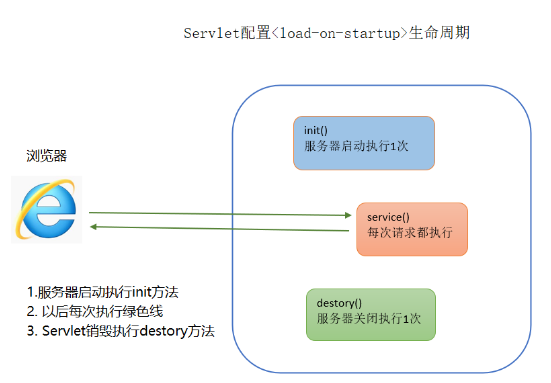 Servlet配置<load-on-startup>生命周期
init()
服务器启动执行1次
浏览器
service()
每次请求都执行
1.服务器启动执行init方法
2. 以后每次执行绿色线
3. Servlet销毁执行destory方法
destory()
服务器关闭执行1次